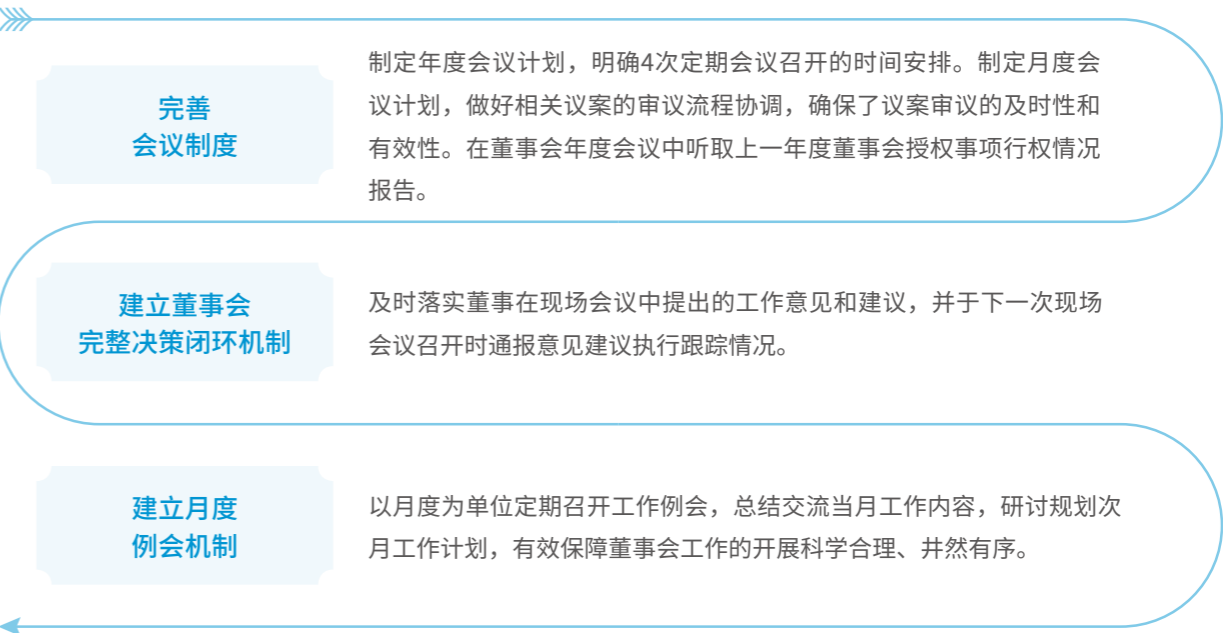 完善
会议制度
制定年度会议计划，明确4次定期会议召开的时间安排。制定月度会
议计划，做好相关议案的审议流程协调，确保了议案审议的及时性和
有效性。在董事会年度会议中听取上一年度董事会授权事项行权情况
报告。
建立董事会
完整决策闭环机制
及时落实董事在现场会议中提出的工作意见和建议，并于下一次现场
会议召开时通报意见建议执行跟踪情况。
建立月度
例会机制
以月度为单位定期召开工作例会，总结交流当月工作内容，研讨规划次
月工作计划，有效保障董事会工作的开展科学合理、井然有序。